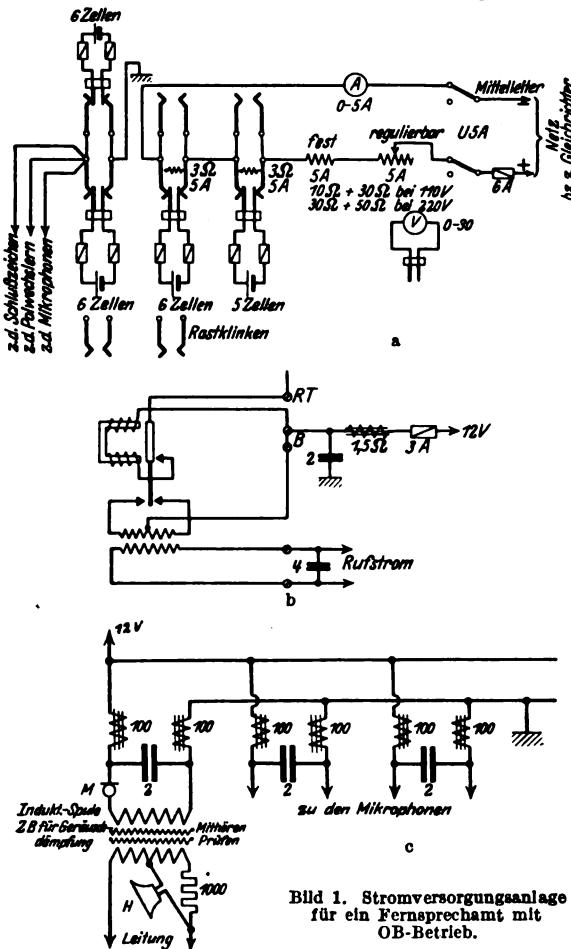 6 Zellen
A
0-5A
Mittelleiter
U5A
Netz
bz.z. Gleichrichter
+
6A
3Ω
5A
3Ω
5A
fest
5A
regulierbar
5A
10Ω + 30Ω bei 110V
30Ω + 50Ω bei 220V
V
0-30
z.d. Schlußzeichen
z.d. Polwechslern
z.d. Mikrophonen
6 Zellen
6 Zellen
5 Zellen
Rastklinken
a
RT
B
2
1,5Ω
3A
12V
4
Rufstrom
b
12V
100
100
100
100
100
100
2
2
2
M
zu den Mikrophonen
Indukt.-Spule
ZB für Geräusch
dämpfung
Mithören
Prüfen
c
H
1000
Leitung
Bild 1. Stromversorgungsanlage
für ein Fernsprechamt mit
OB-Betrieb.